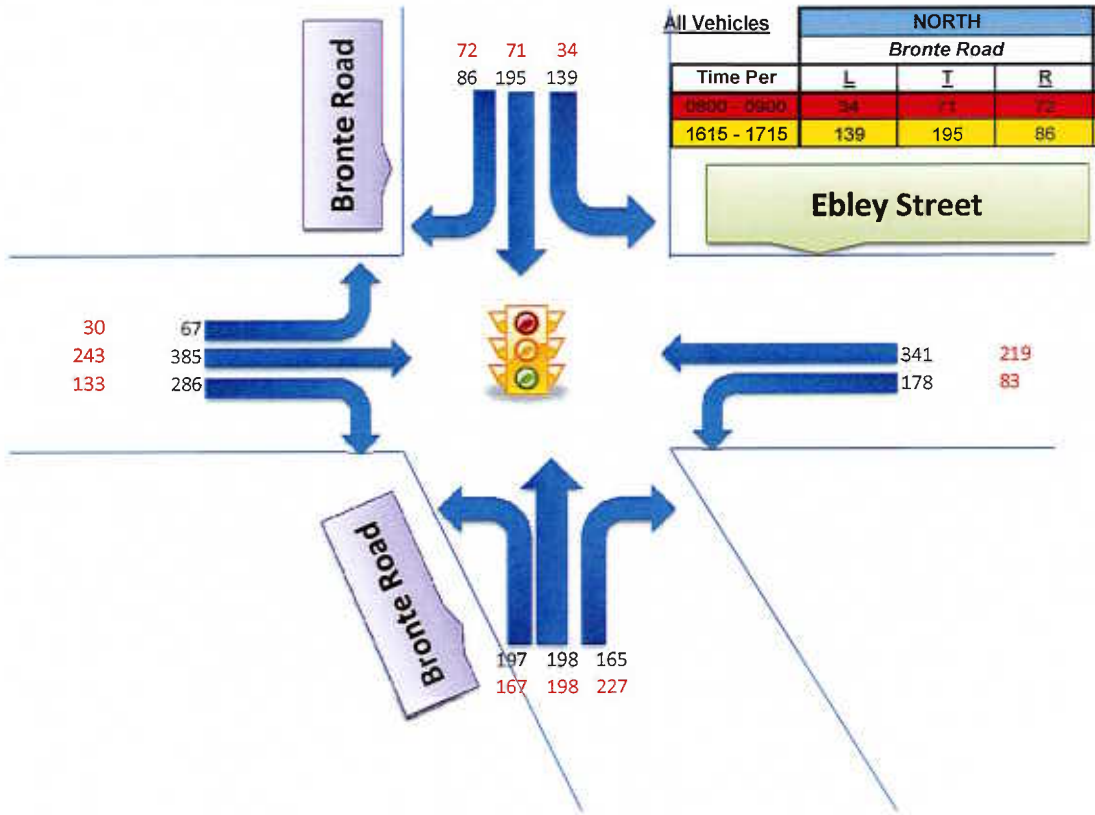 All Vehicles
NORTH
Bronte Road
Time Per L T R
0800 - 0900 34 71 72
1615 - 1715 139 195 86
72 71 34
86 195 139
Bronte Road
Ebley Street
30 67
243 385
133 286
341 219
178 83
Bronte Road
197 198 165
167 198 227